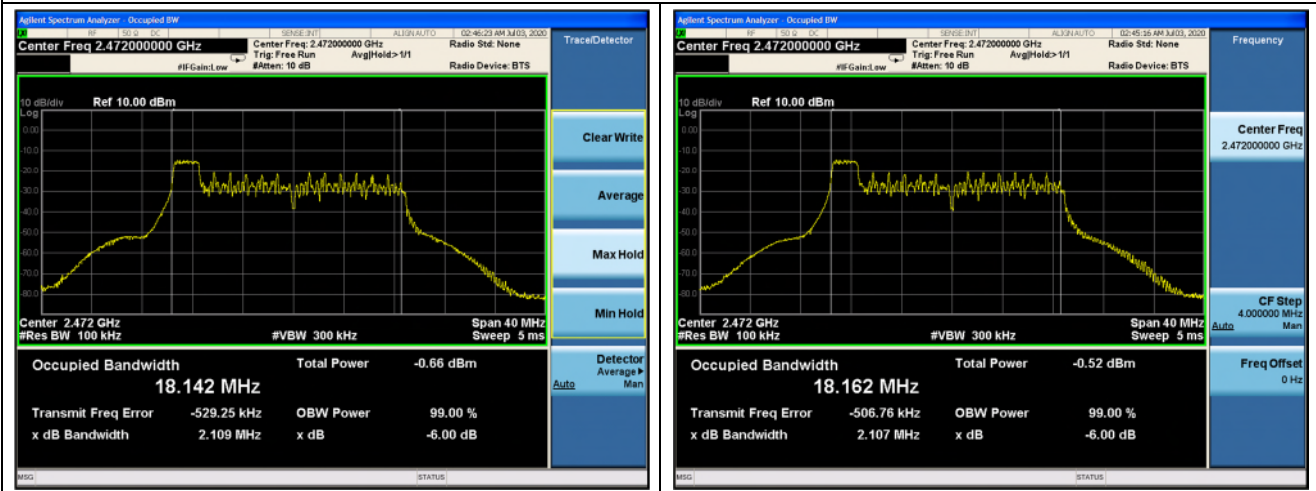 Agilent Spectrum Analyzer - Occupied BW
RF 50 Ω DC SENSE:INT ALIGN AUTO 02:46:23 AM Jul 03, 2020
Center Freq 2.472000000 GHz
Center Freq: 2.472000000 GHz
Radio Std: None
Trig: Free Run Avg|Hold:>1/1
#IFGain:Low #Atten: 10 dB Radio Device: BTS
Trace/Detector
10 dB/div Ref 10.00 dBm
Log
0.00
-10.0
-20.0
-30.0
-40.0
-50.0
-60.0
-70.0
-80.0
Center 2.472 GHz Span 40 MHz
#Res BW 100 kHz #VBW 300 kHz Sweep 5 ms
Clear Write
Average
Max Hold
Min Hold
Detector
Average
Auto Man
Occupied Bandwidth Total Power -0.66 dBm
18.142 MHz
Transmit Freq Error -529.25 kHz OBW Power 99.00 %
x dB Bandwidth 2.109 MHz x dB -6.00 dB
MSG STATUS
Agilent Spectrum Analyzer - Occupied BW
RF 50 Ω DC SENSE:INT ALIGN AUTO 02:45:16 AM Jul 03, 2020
Center Freq 2.472000000 GHz
Center Freq: 2.472000000 GHz
Radio Std: None
Trig: Free Run Avg|Hold:>1/1
#IFGain:Low #Atten: 10 dB Radio Device: BTS
Frequency
10 dB/div Ref 10.00 dBm
Log
0.00
-10.0
-20.0
-30.0
-40.0
-50.0
-60.0
-70.0
-80.0
Center 2.472 GHz Span 40 MHz
#Res BW 100 kHz #VBW 300 kHz Sweep 5 ms
Center Freq
2.472000000 GHz
CF Step
4.000000 MHz
Auto Man
Freq Offset
0 Hz
Occupied Bandwidth Total Power -0.52 dBm
18.162 MHz
Transmit Freq Error -506.76 kHz OBW Power 99.00 %
x dB Bandwidth 2.107 MHz x dB -6.00 dB
MSG STATUS